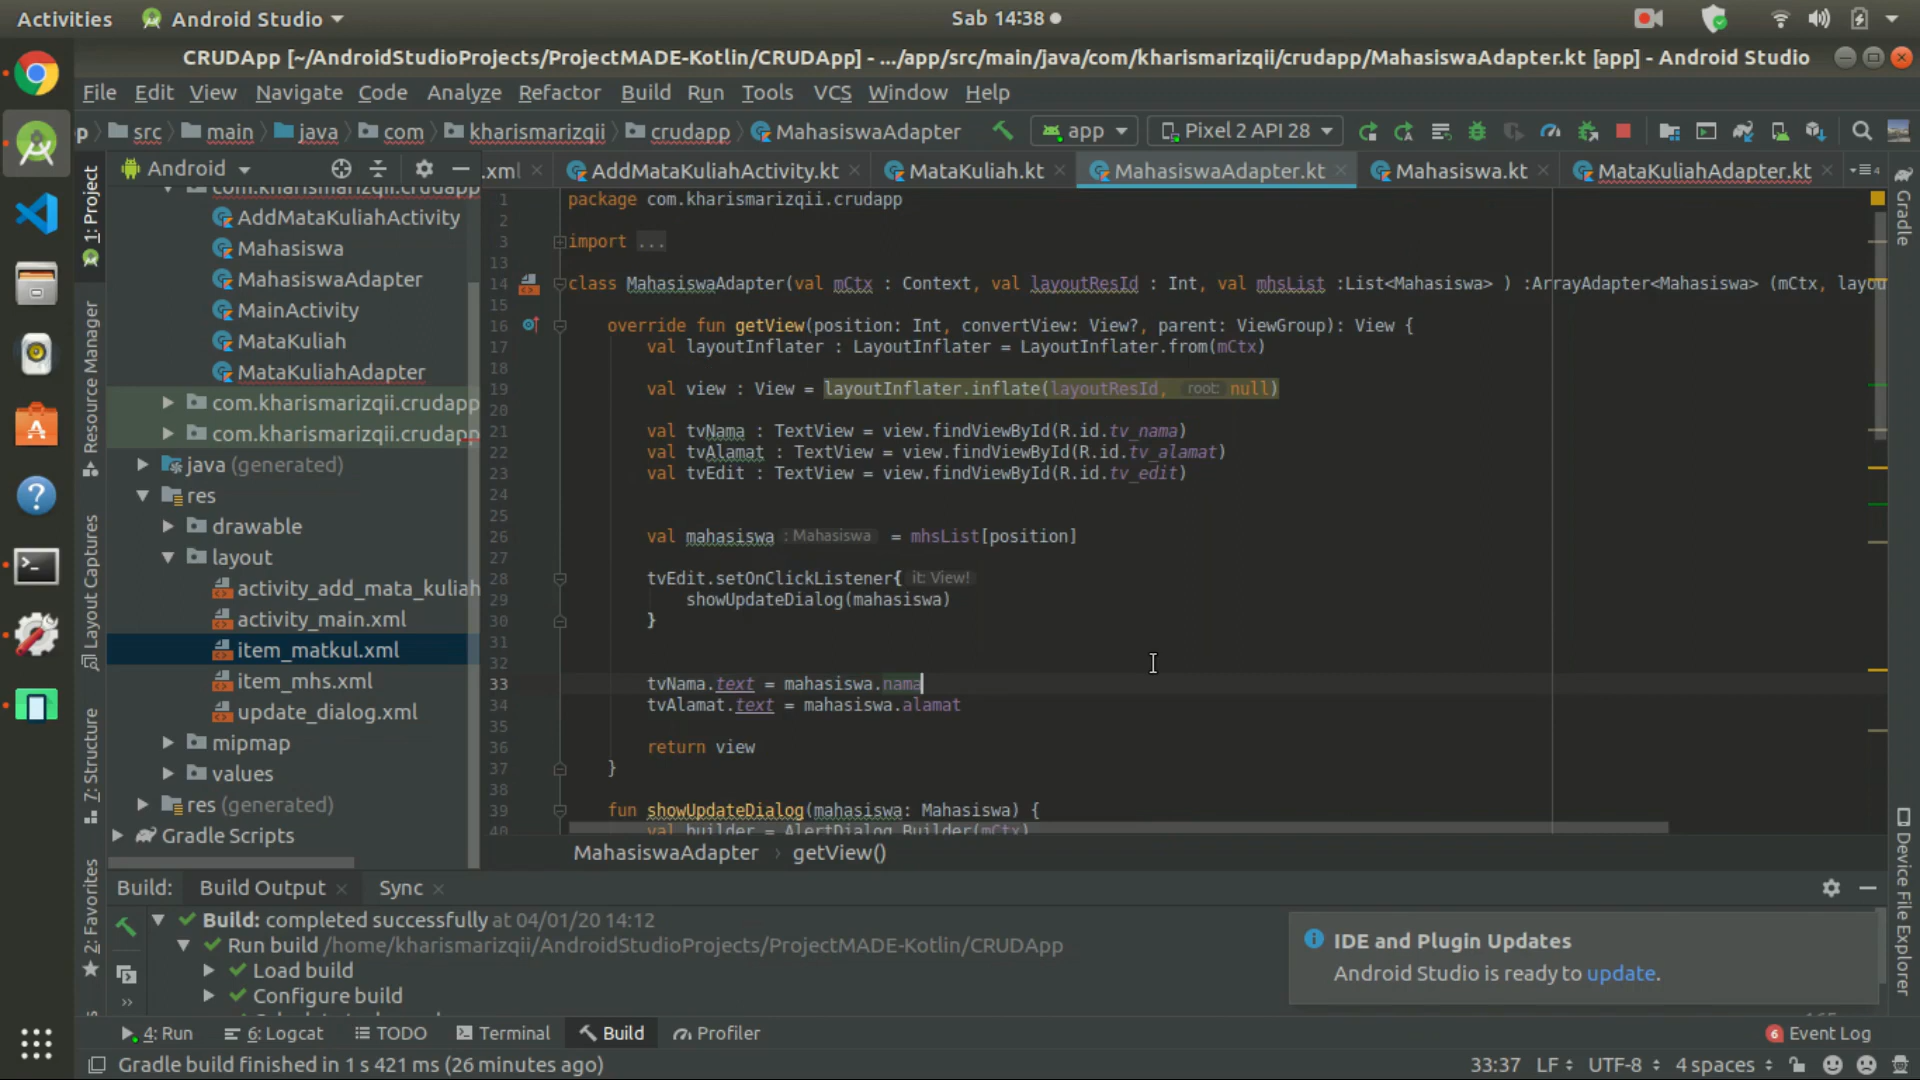 Activities
Android Studio
Sab 14:38
CRUDApp [~/AndroidStudioProjects/ProjectMADE-Kotlin/CRUDApp] - .../app/src/main/java/com/kharismarizqii/crudapp/MahasiswaAdapter.kt [app] - Android Studio
File Edit View Navigate Code Analyze Refactor Build Run Tools VCS Window Help
p src main java com kharismarizqii crudapp MahasiswaAdapter app Pixel 2 API 28
Android
.xml AddMataKuliahActivity.kt MataKuliah.kt MahasiswaAdapter.kt Mahasiswa.kt MataKuliahAdapter.kt
4
1: Project
Resource Manager
Layout Captures
7: Structure
2: Favorites
com.kharismarizqii.crudapp
AddMataKuliahActivity
Mahasiswa
MahasiswaAdapter
MainActivity
MataKuliah
MataKuliahAdapter
com.kharismarizqii.crudapp
com.kharismarizqii.crudapp
java (generated)
res
drawable
layout
activity_add_mata_kuliah
activity_main.xml
item_matkul.xml
item_mhs.xml
update_dialog.xml
mipmap
values
res (generated)
Gradle Scripts
1 package com.kharismarizqii.crudapp
2
3 import ...
13
14 class MahasiswaAdapter(val mCtx : Context, val layoutResId : Int, val mhsList :List<Mahasiswa> ) :ArrayAdapter<Mahasiswa> (mCtx, layou
15
16 override fun getView(position: Int, convertView: View?, parent: ViewGroup): View {
17 val layoutInflater : LayoutInflater = LayoutInflater.from(mCtx)
18
19 val view : View = layoutInflater.inflate(layoutResId, root: null)
20
21 val tvNama : TextView = view.findViewById(R.id.tv_nama)
22 val tvAlamat : TextView = view.findViewById(R.id.tv_alamat)
23 val tvEdit : TextView = view.findViewById(R.id.tv_edit)
24
25
26 val mahasiswa : Mahasiswa = mhsList[position]
27
28 tvEdit.setOnClickListener{ it: View!
29 showUpdateDialog(mahasiswa)
30 }
31
32
33 tvNama.text = mahasiswa.nama
34 tvAlamat.text = mahasiswa.alamat
35
36 return view
37 }
38
39 fun showUpdateDialog(mahasiswa: Mahasiswa) {
40 val builder = AlertDialog.Builder(mCtx)
MahasiswaAdapter › getView()
Gradle
Device File Explorer
Build: Build Output Sync
Build: completed successfully at 04/01/20 14:12
Run build /home/kharismarizqii/AndroidStudioProjects/ProjectMADE-Kotlin/CRUDApp
Load build
Configure build
IDE and Plugin Updates
Android Studio is ready to update.
4: Run 6: Logcat TODO Terminal Build Profiler
6 Event Log
Gradle build finished in 1 s 421 ms (26 minutes ago)
33:37 LF UTF-8 4 spaces